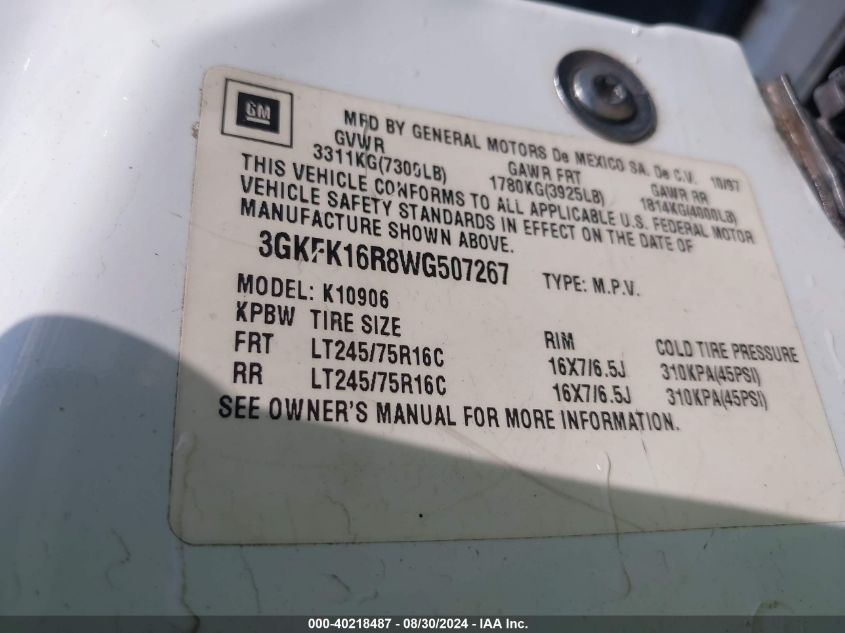 GM
MFD BY GENERAL MOTORS De MEXICO SA. De C.V. 10/97
GVWR GAWR FRT GAWR RR
3311KG(7300LB) 1780KG(3925LB) 1814KG(4000LB)
THIS VEHICLE CONFORMS TO ALL APPLICABLE U.S. FEDERAL MOTOR
VEHICLE SAFETY STANDARDS IN EFFECT ON THE DATE OF
MANUFACTURE SHOWN ABOVE.
3GKFK16R8WG507267 TYPE: M.P.V.
MODEL: K10906
KPBW TIRE SIZE RIM COLD TIRE PRESSURE
FRT LT245/75R16C 16X7/6.5J 310KPA(45PSI)
RR LT245/75R16C 16X7/6.5J 310KPA(45PSI)
SEE OWNER'S MANUAL FOR MORE INFORMATION.
000-40218487 - 08/30/2024 - IAA Inc.